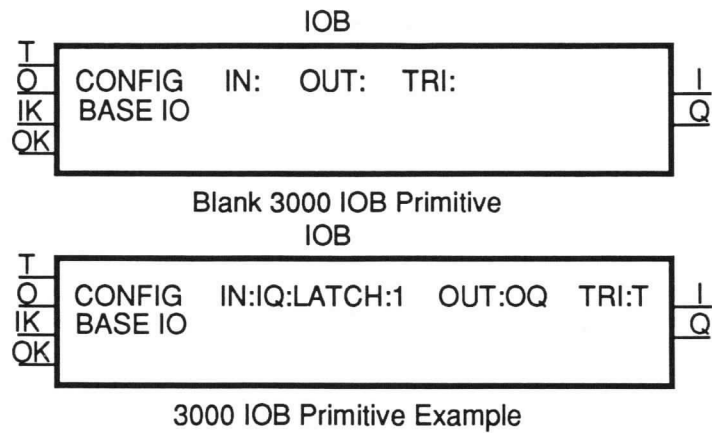 IOB
T
O
IK
OK
CONFIG IN: OUT: TRI:
BASE IO
I
Q
Blank 3000 IOB Primitive
IOB
T
O
IK
OK
CONFIG IN:IQ:LATCH:1 OUT:OQ TRI:T
BASE IO
I
Q
3000 IOB Primitive Example